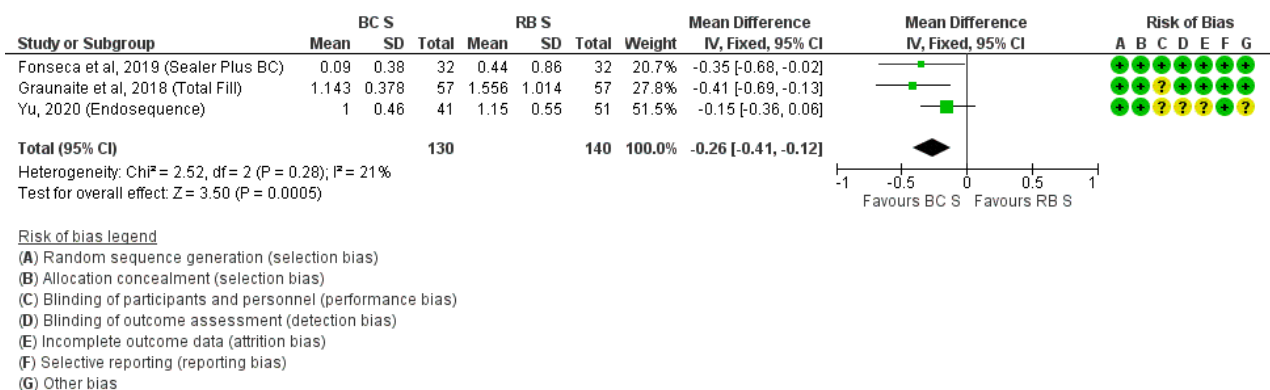 BC S RB S Mean Difference Mean Difference Risk of Bias
Study or Subgroup Mean SD Total Mean SD Total Weight IV, Fixed, 95% CI IV, Fixed, 95% CI A B C D E F G
Fonseca et al, 2019 (Sealer Plus BC) 0.09 0.38 32 0.44 0.86 32 20.7% -0.35 [-0.68, -0.02] + + + + + + +
Graunaite et al, 2018 (Total Fill) 1.143 0.378 57 1.556 1.014 57 27.8% -0.41 [-0.69, -0.13] + + ? + + + +
Yu, 2020 (Endosequence) 1 0.46 41 1.15 0.55 51 51.5% -0.15 [-0.36, 0.06] + + ? ? ? + ?
Total (95% CI) 130 140 100.0% -0.26 [-0.41, -0.12]
Heterogeneity: Chi² = 2.52, df = 2 (P = 0.28); I² = 21%
Test for overall effect: Z = 3.50 (P = 0.0005)
-1 -0.5 0 0.5 1
Favours BC S Favours RB S
Risk of bias legend
(A) Random sequence generation (selection bias)
(B) Allocation concealment (selection bias)
(C) Blinding of participants and personnel (performance bias)
(D) Blinding of outcome assessment (detection bias)
(E) Incomplete outcome data (attrition bias)
(F) Selective reporting (reporting bias)
(G) Other bias